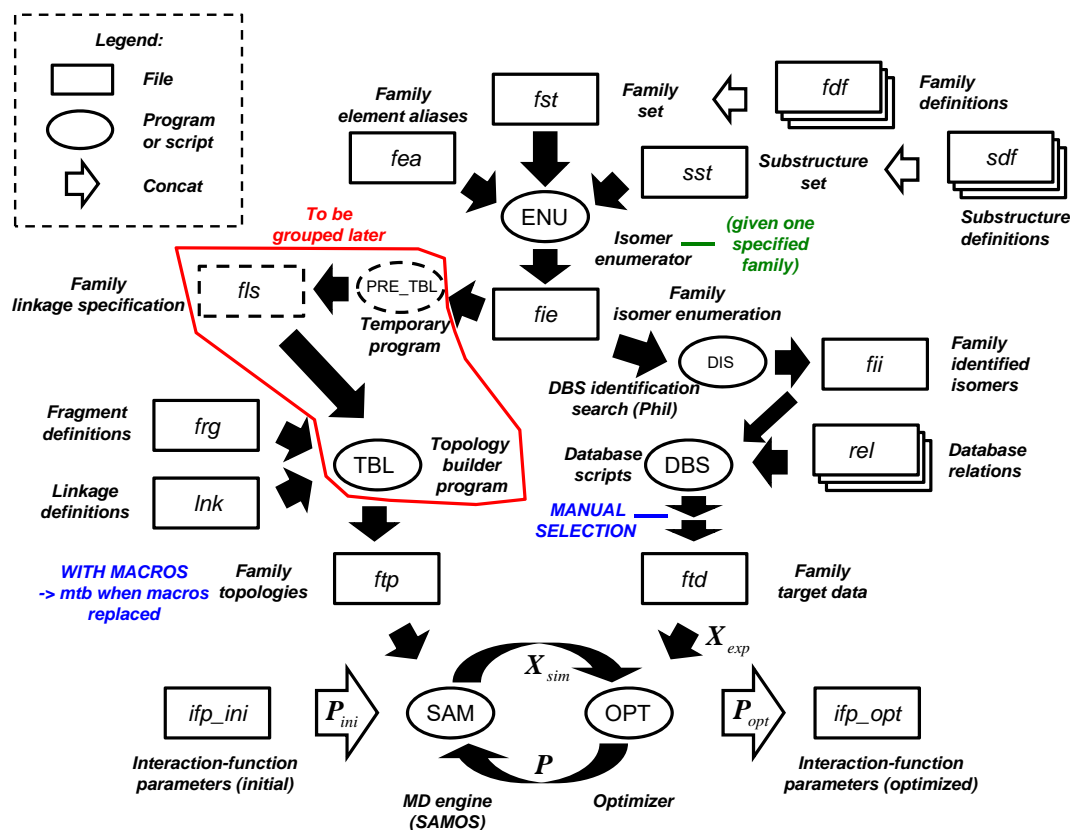 Legend:
File
Program
or script
Concat
Family
element aliases
fst
Family
set
fdf
Family
definitions
fea
sst
Substructure
set
sdf
Substructure
definitions
ENU
To be
grouped later
Isomer
enumerator
(given one
specified
family)
Family
linkage specification
fls
PRE_TBL
Temporary
program
fie
Family
isomer enumeration
DIS
fii
Family
identified
isomers
DBS identification
search (Phil)
Fragment
definitions
frg
TBL
Topology
builder
program
Database
scripts
DBS
rel
Database
relations
Linkage
definitions
lnk
MANUAL
SELECTION
WITH MACROS
-> mtb when macros
replaced
Family
topologies
ftp
ftd
Family
target data
X sim
X exp
ifp_ini
P ini
SAM
OPT
P opt
ifp_opt
P
Interaction-function
parameters (initial)
MD engine
(SAMOS)
Optimizer
Interaction-function
parameters (optimized)